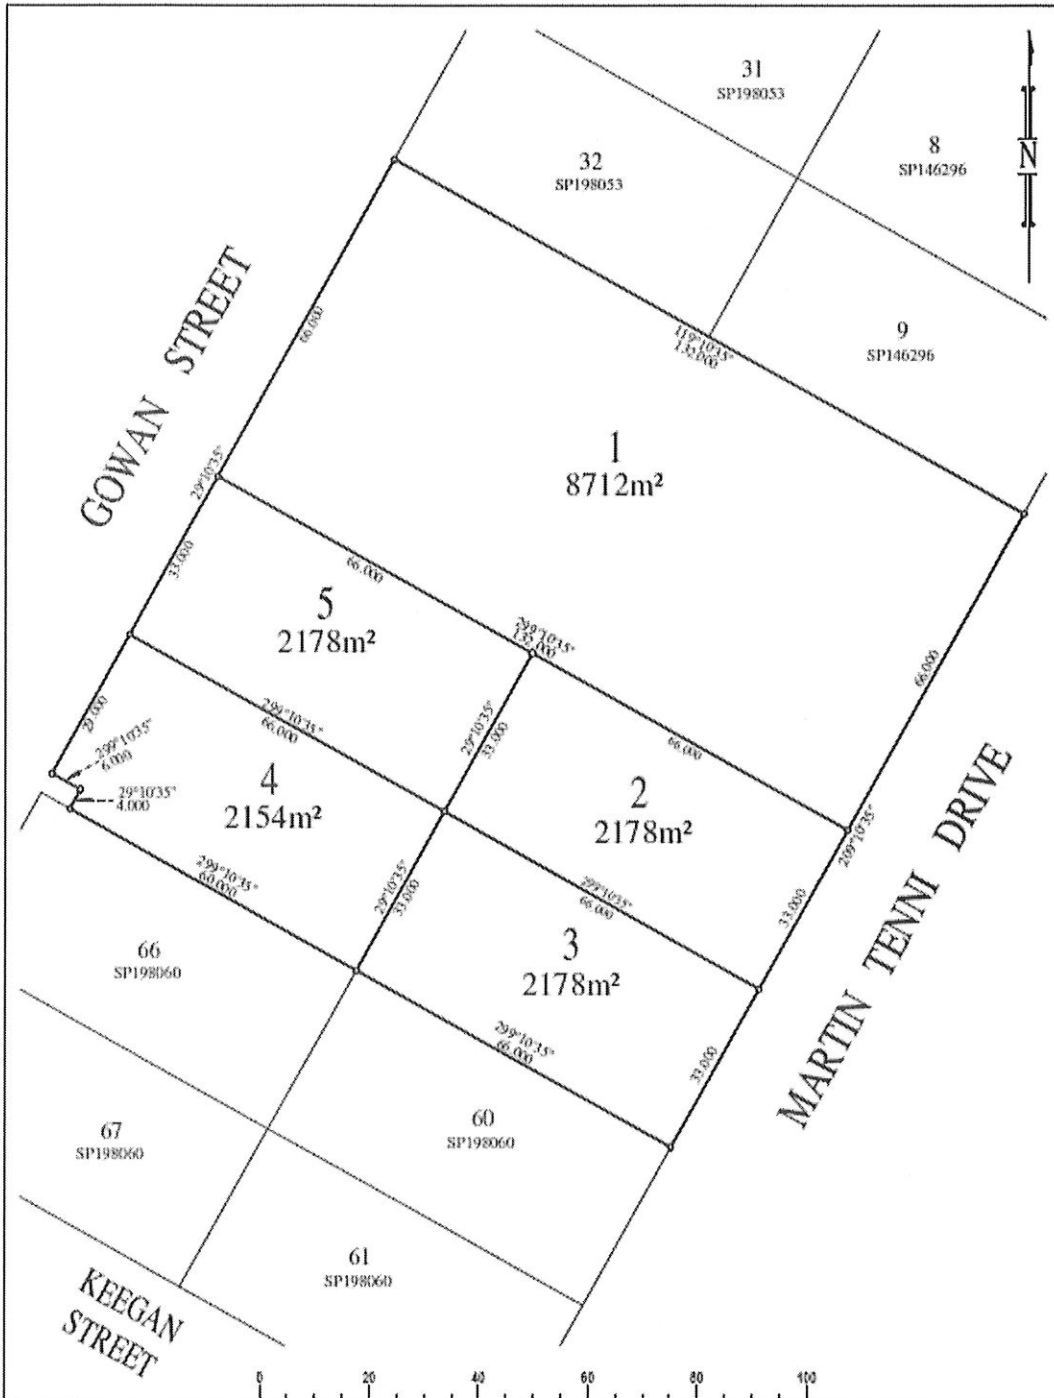 31
SP198053
32
SP198053
8
SP146296
N
9
SP146296
119°10'35"
132.000
GOWAN STREET
66.000
1
8712m²
29°10'35"
33.000
66.000
5
2178m²
299°10'35"
132.000
66.000
29.000
299°10'35"
66.000
29°10'35"
33.000
66.000
299°10'35"
6.000
29°10'35"
4.000
4
2154m²
2
2178m²
209°10'35"
MARTIN TENNI DRIVE
299°10'35"
60.000
29°10'35"
33.000
299°10'35"
66.000
33.000
3
2178m²
66
SP198060
299°10'35"
66.000
33.000
67
SP198060
60
SP198060
61
SP198060
KEEGAN
STREET
0 20 40 60 80 100